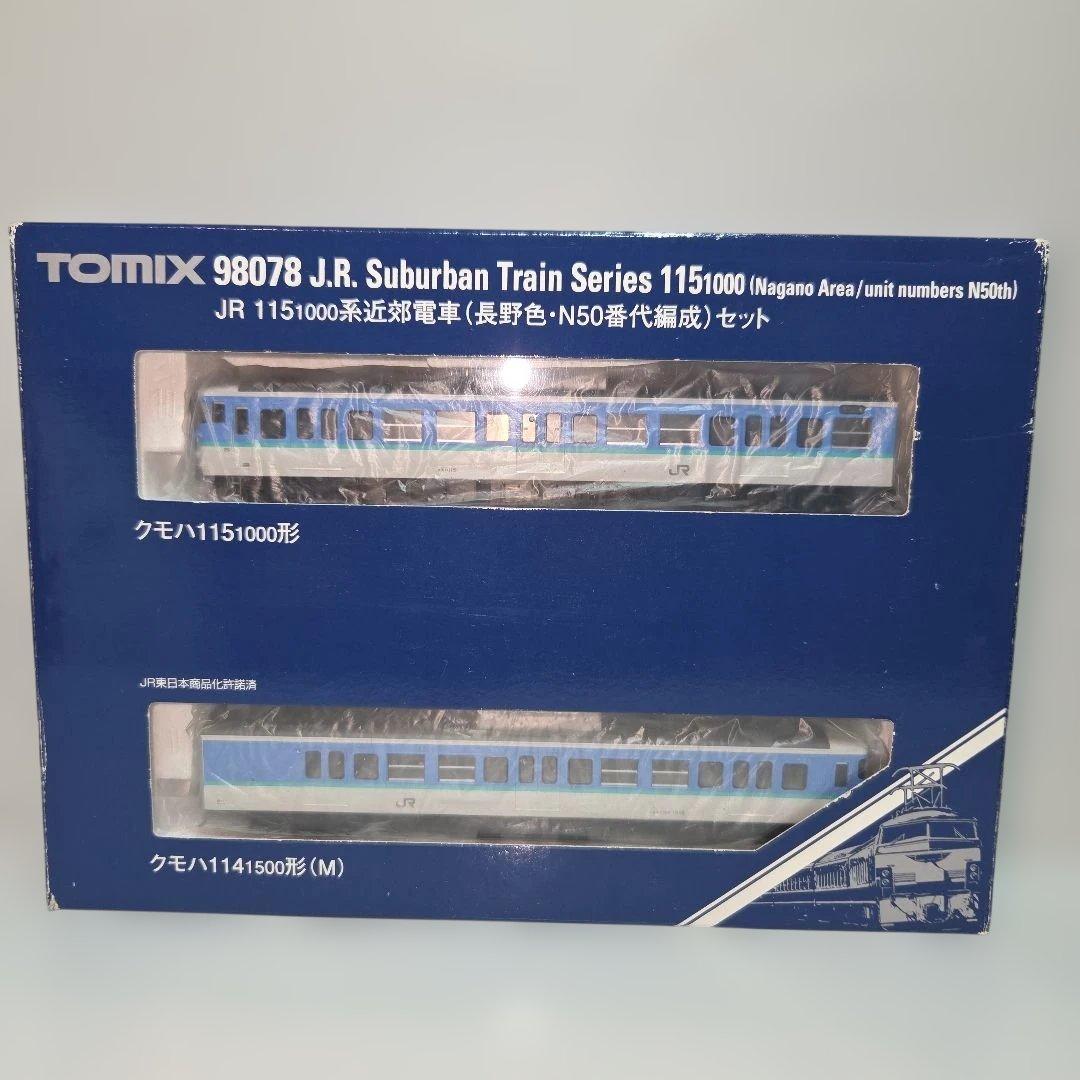 TOMIX 98078 J.R. Suburban Train Series 1151000 (Nagano Area/unit numbers N50th)
JR 1151000系近郊電車(長野色・N50番代編成)セット
JR
クモハ1151000形
JR東日本商品化許諾済
JR
クモハ1141500形(M)